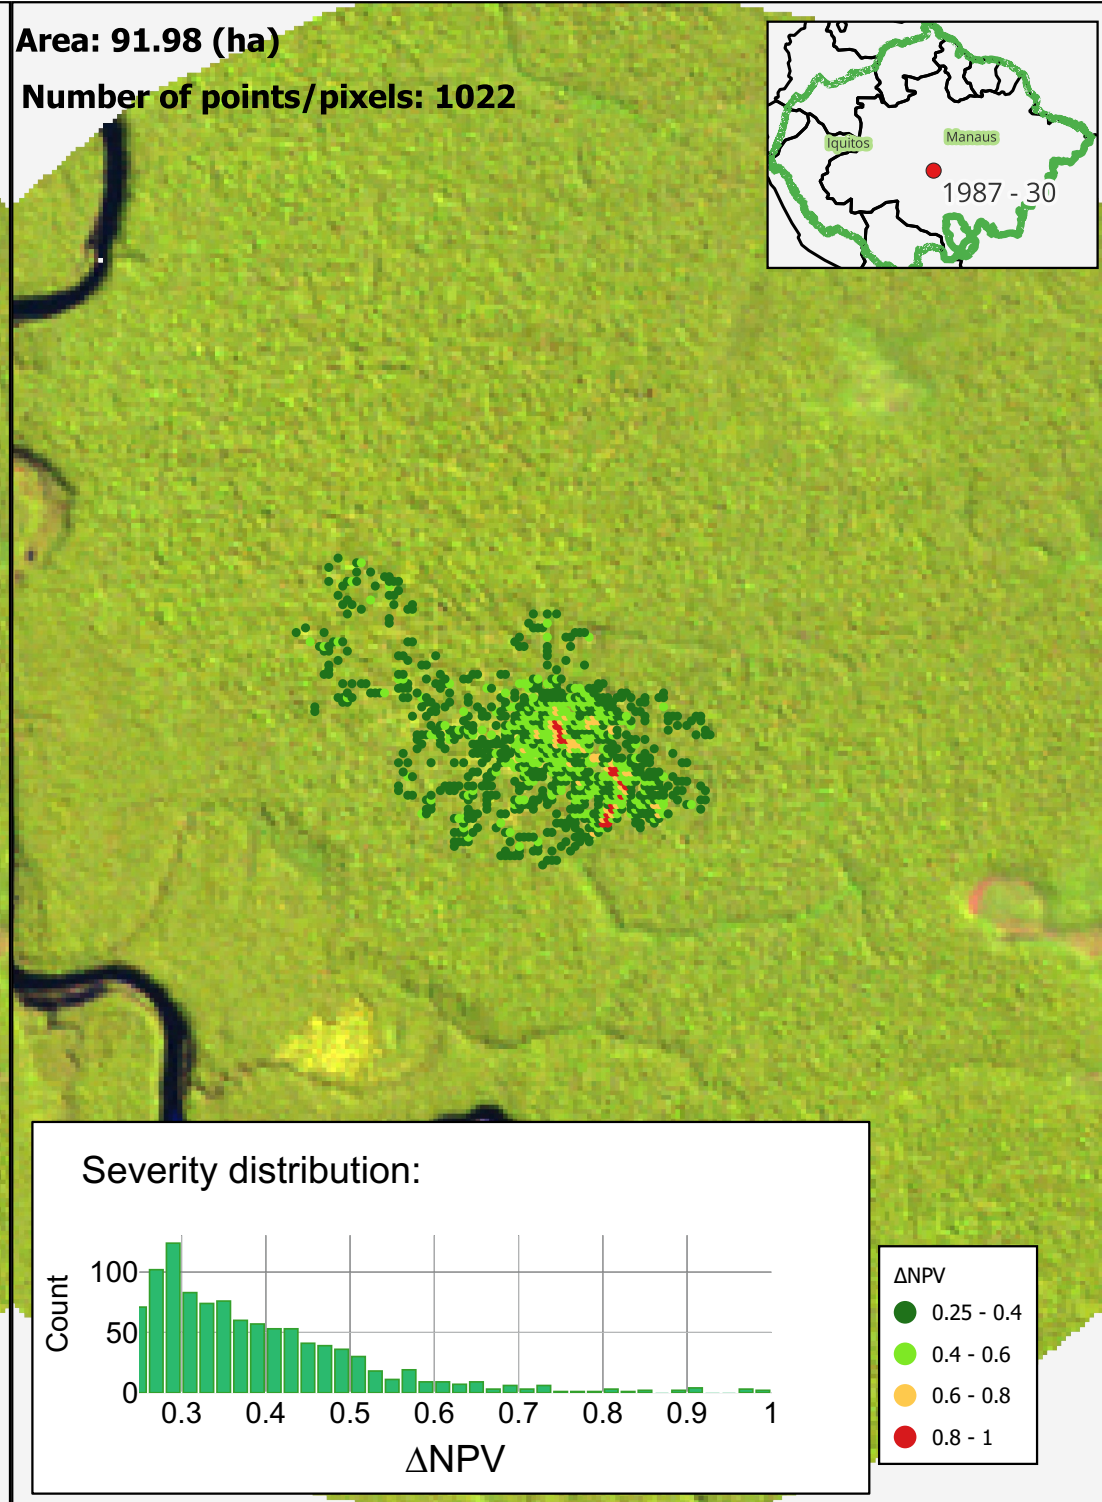 Area: 91.98 (ha)
Number of points/pixels: 1022
Iquitos
Manaus
1987 - 30
Severity distribution:
Count
100
50
0
0.3 0.4 0.5 0.6 0.7 0.8 0.9 1
ΔNPV
ΔNPV
0.25 - 0.4
0.4 - 0.6
0.6 - 0.8
0.8 - 1